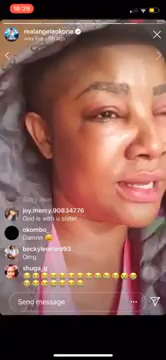 16:29
realangelaokorie
joy.mercy.90834776
God is with u sister
okombo_
Damnn 😪
beckyleonard93
Omg
shuga_g
Send message